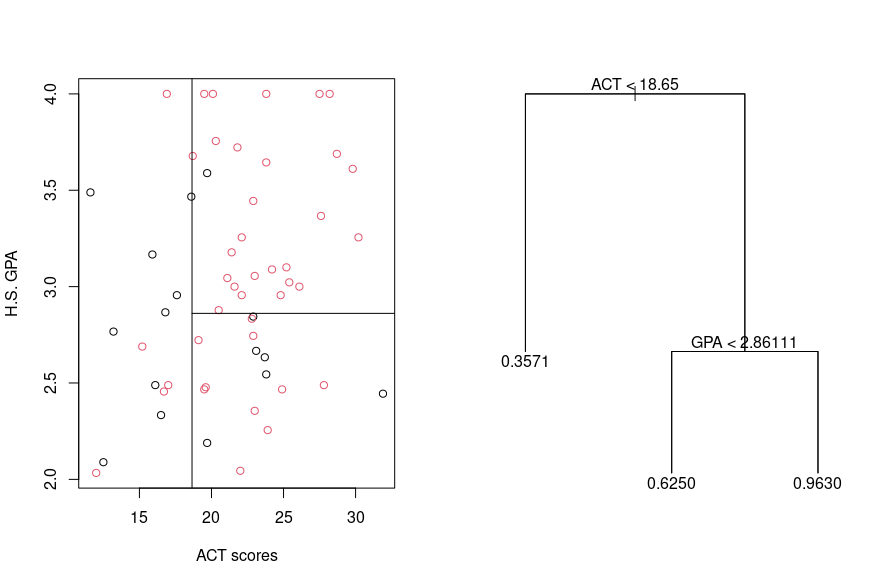 4.0
3.5
3.0
2.5
2.0
H.S. GPA
15 20 25 30
ACT scores
ACT < 18.65
GPA < 2.86111
0.3571
0.6250 0.9630